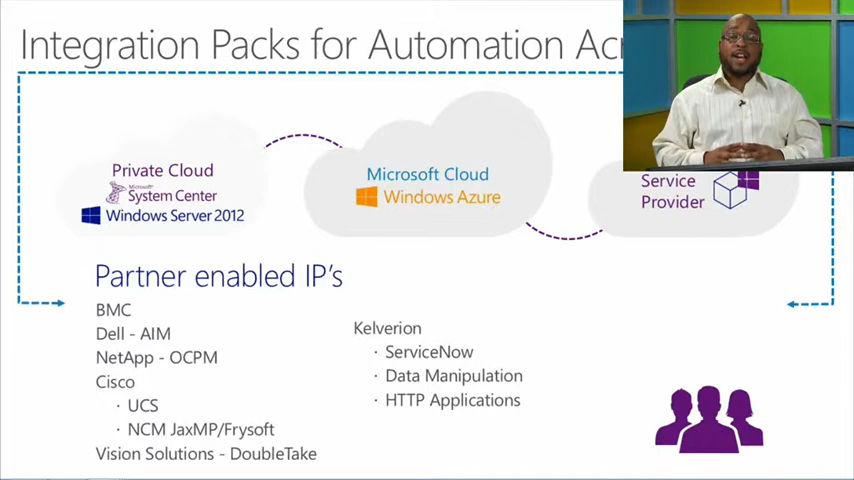 Integration Packs for Automation Acr
Private Cloud
Microsoft
System Center
Windows Server 2012
Microsoft Cloud
Windows Azure
Service
Provider
Partner enabled IP's
BMC
Dell - AIM
NetApp - OCPM
Cisco
· UCS
· NCM JaxMP/Frysoft
Vision Solutions - DoubleTake
Kelverion
· ServiceNow
· Data Manipulation
· HTTP Applications